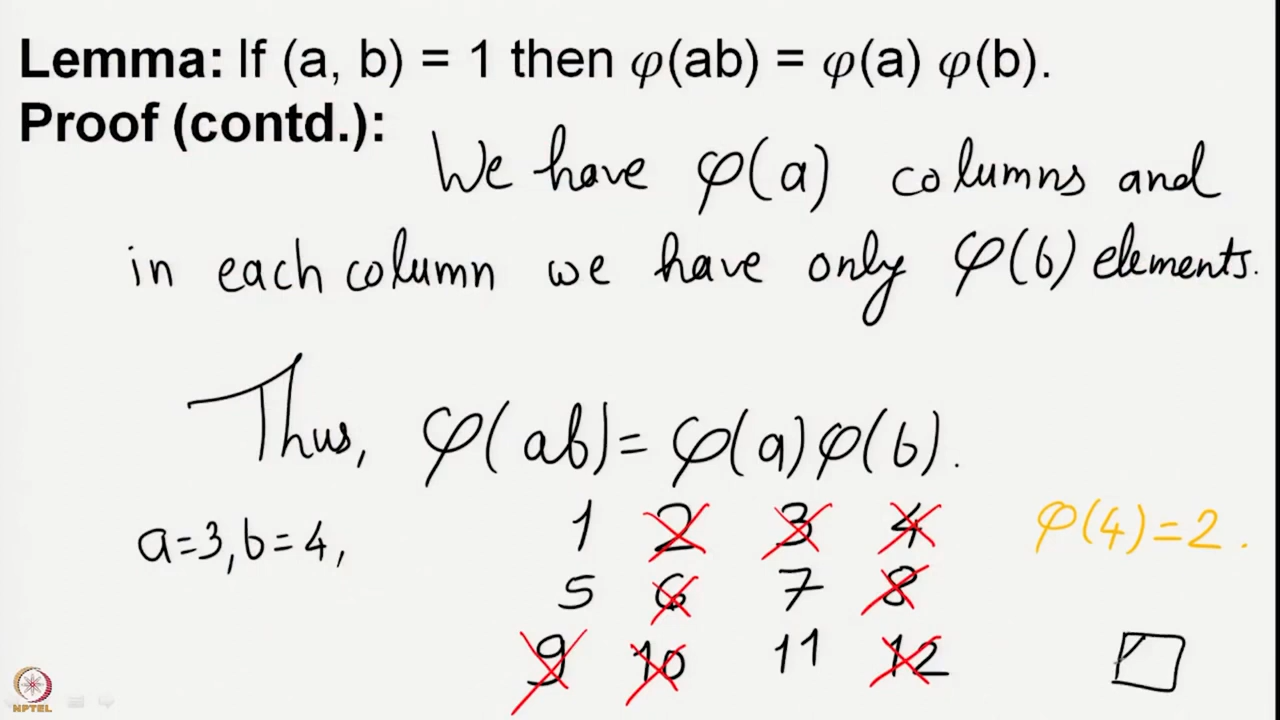 Lemma: If (a, b) = 1 then φ(ab) = φ(a) φ(b).
Proof (contd.):
We have φ(a) columns and
in each column we have only φ(b) elements.
Thus, φ(ab) = φ(a)φ(b).
a=3, b=4,
1 2 3 4
φ(4)=2.
5 6 7 8
9 10 11 12
NPTEL